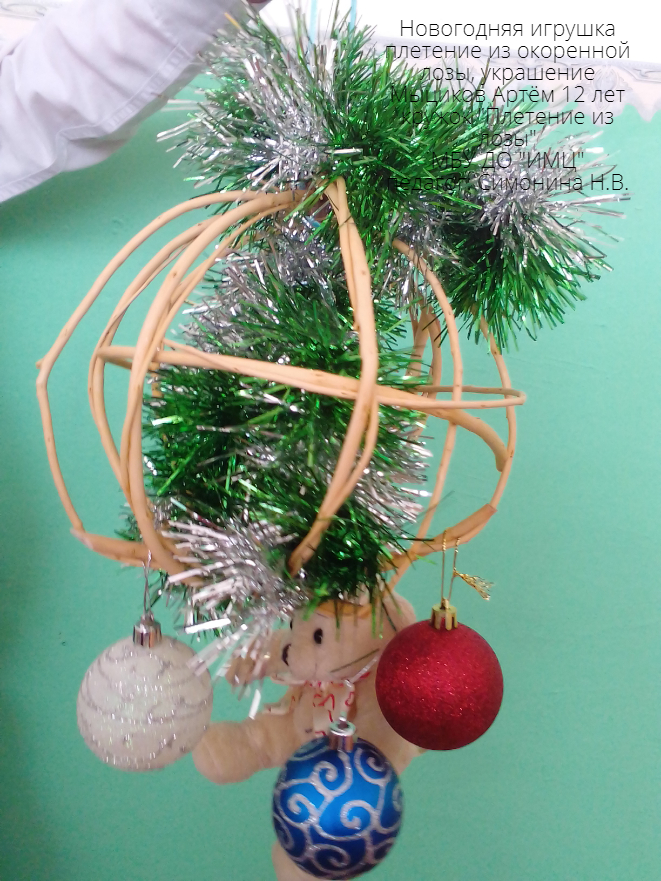 Новогодняя игрушка
плетение из окоренной
лозы, украшение
Мыциков Артём 12 лет
кружок "Плетение из
лозы"
МБУ ДО "ИМЦ"
педагог: Симонина Н.В.